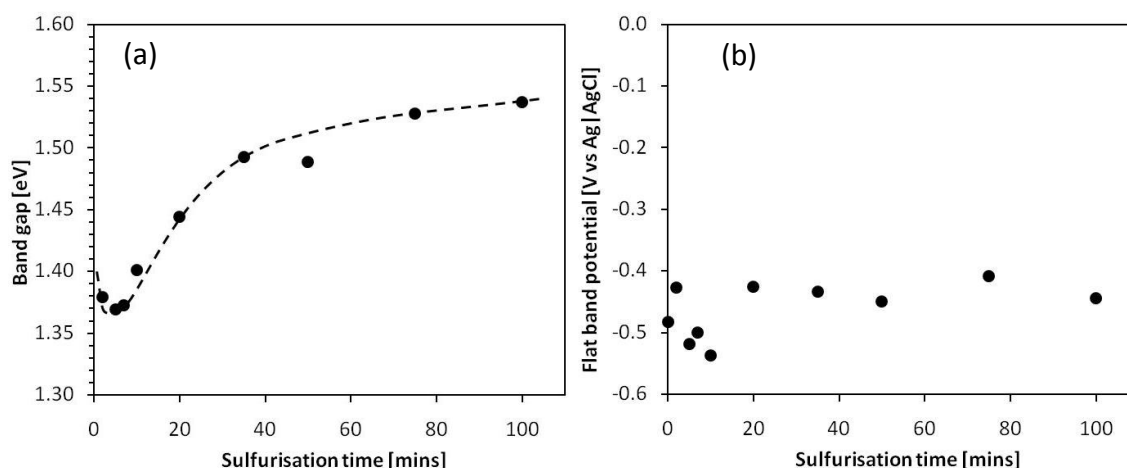 (a)
1.60
1.55
1.50
1.45
1.40
1.35
1.30
Band gap [eV]
0 20 40 60 80 100
Sulfurisation time [mins]
(b)
0.0
-0.1
-0.2
-0.3
-0.4
-0.5
-0.6
Flat band potential [V vs Ag|AgCl]
0 20 40 60 80 100
Sulfurisation time [mins]